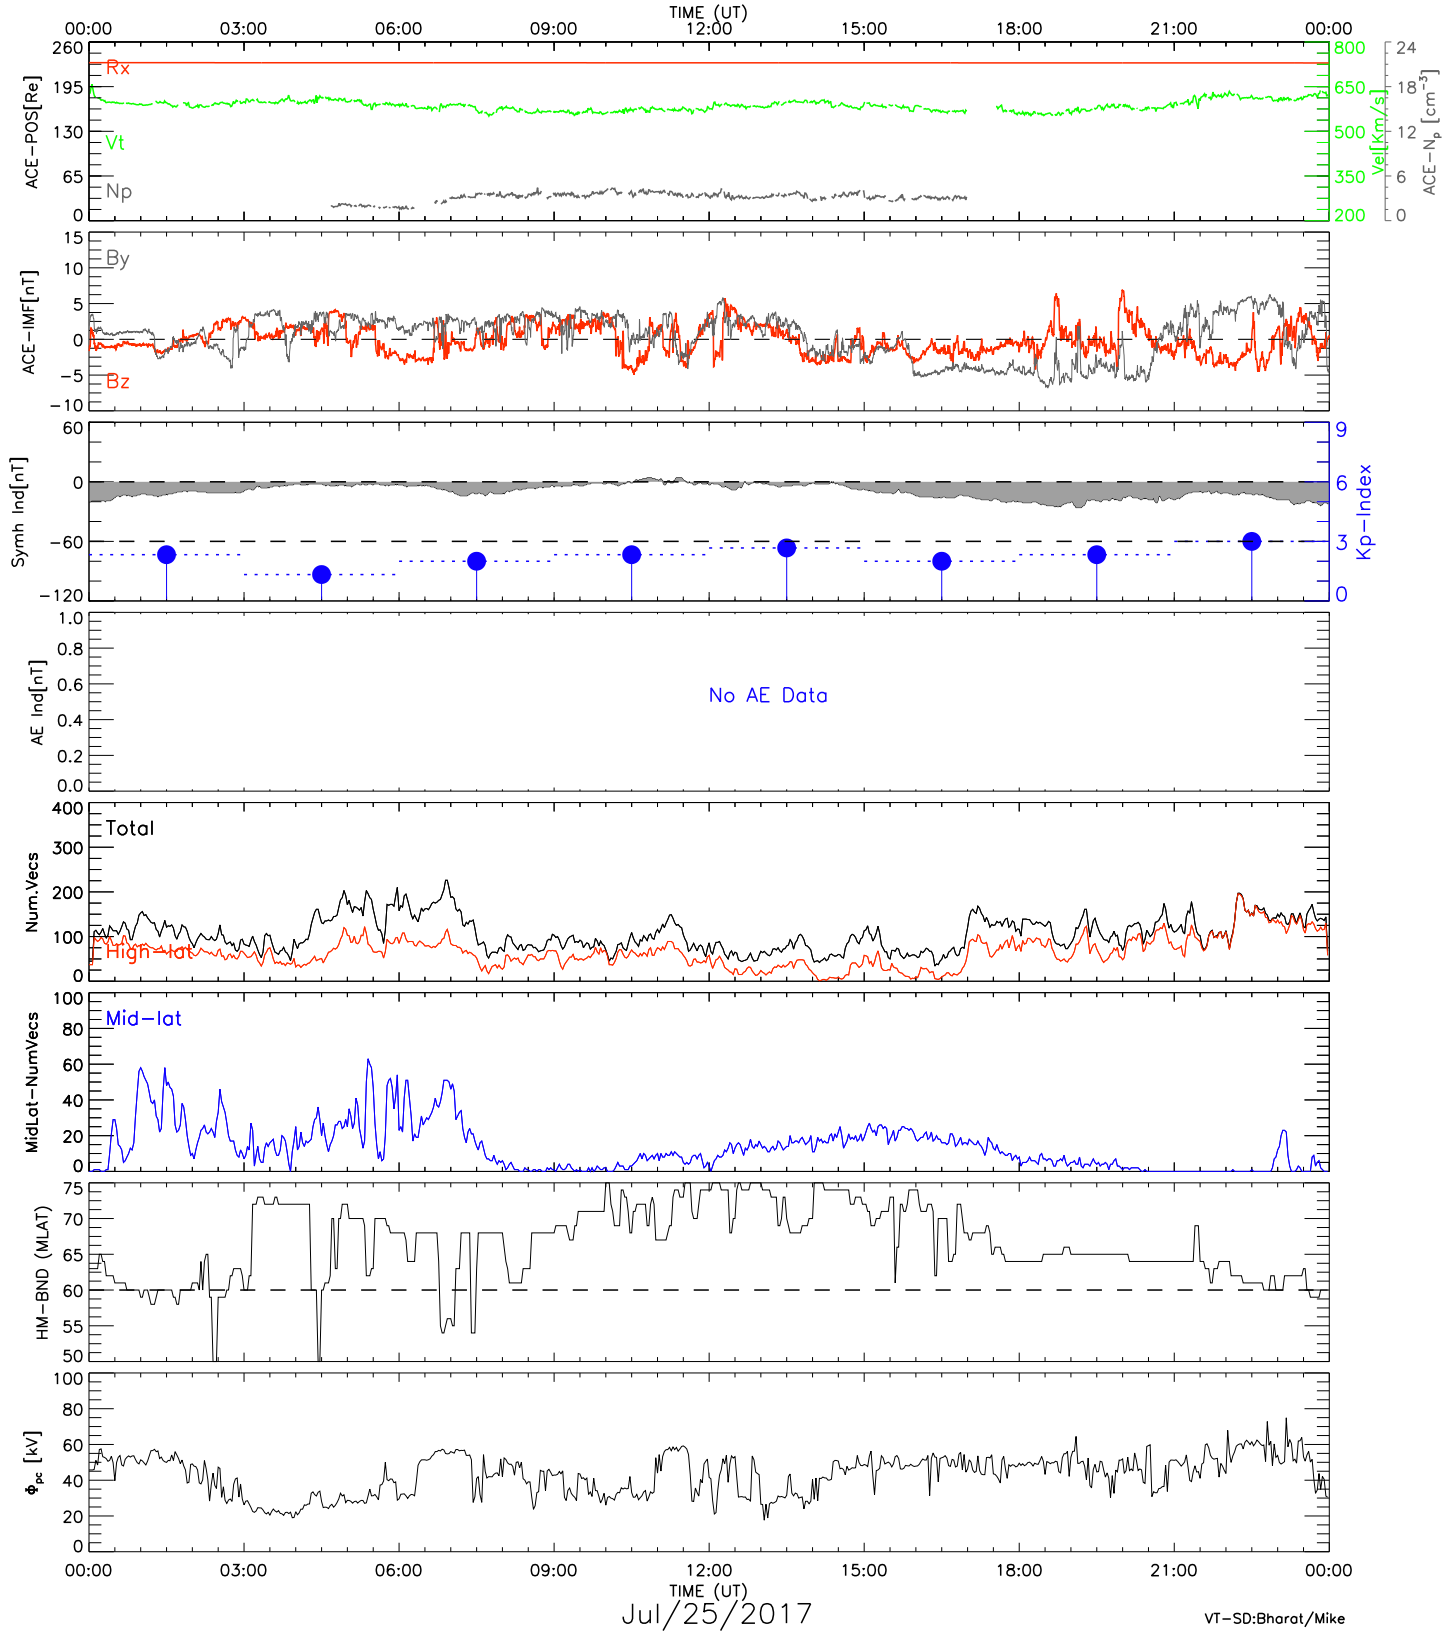 TIME (UT)
00:00 03:00 06:00 09:00 12:00 15:00 18:00 21:00 00:00
260 195 130 65 0
ACE-POS[Re]
Rx
Vt
Np
800 650 500 350 200
Vel[Km/s]
24 18 12 6 0
ACE-Np [cm⁻³]
15 10 5 0 -5 -10
ACE-IMF[nT]
By
Bz
60 0 -60 -120
Symh Ind[nT]
9 6 3 0
Kp-Index
1.0 0.8 0.6 0.4 0.2 0.0
AE Ind[nT]
No AE Data
400 300 200 100 0
Num.Vecs
Total
High-lat
100 80 60 40 20 0
MidLat-NumVecs
Mid-lat
75 70 65 60 55 50
HM-BND (MLAT)
100 80 60 40 20 0
Φpc [kV]
00:00 03:00 06:00 09:00 12:00 15:00 18:00 21:00 00:00
TIME (UT)
Jul/25/2017
VT-SD:Bharat/Mike